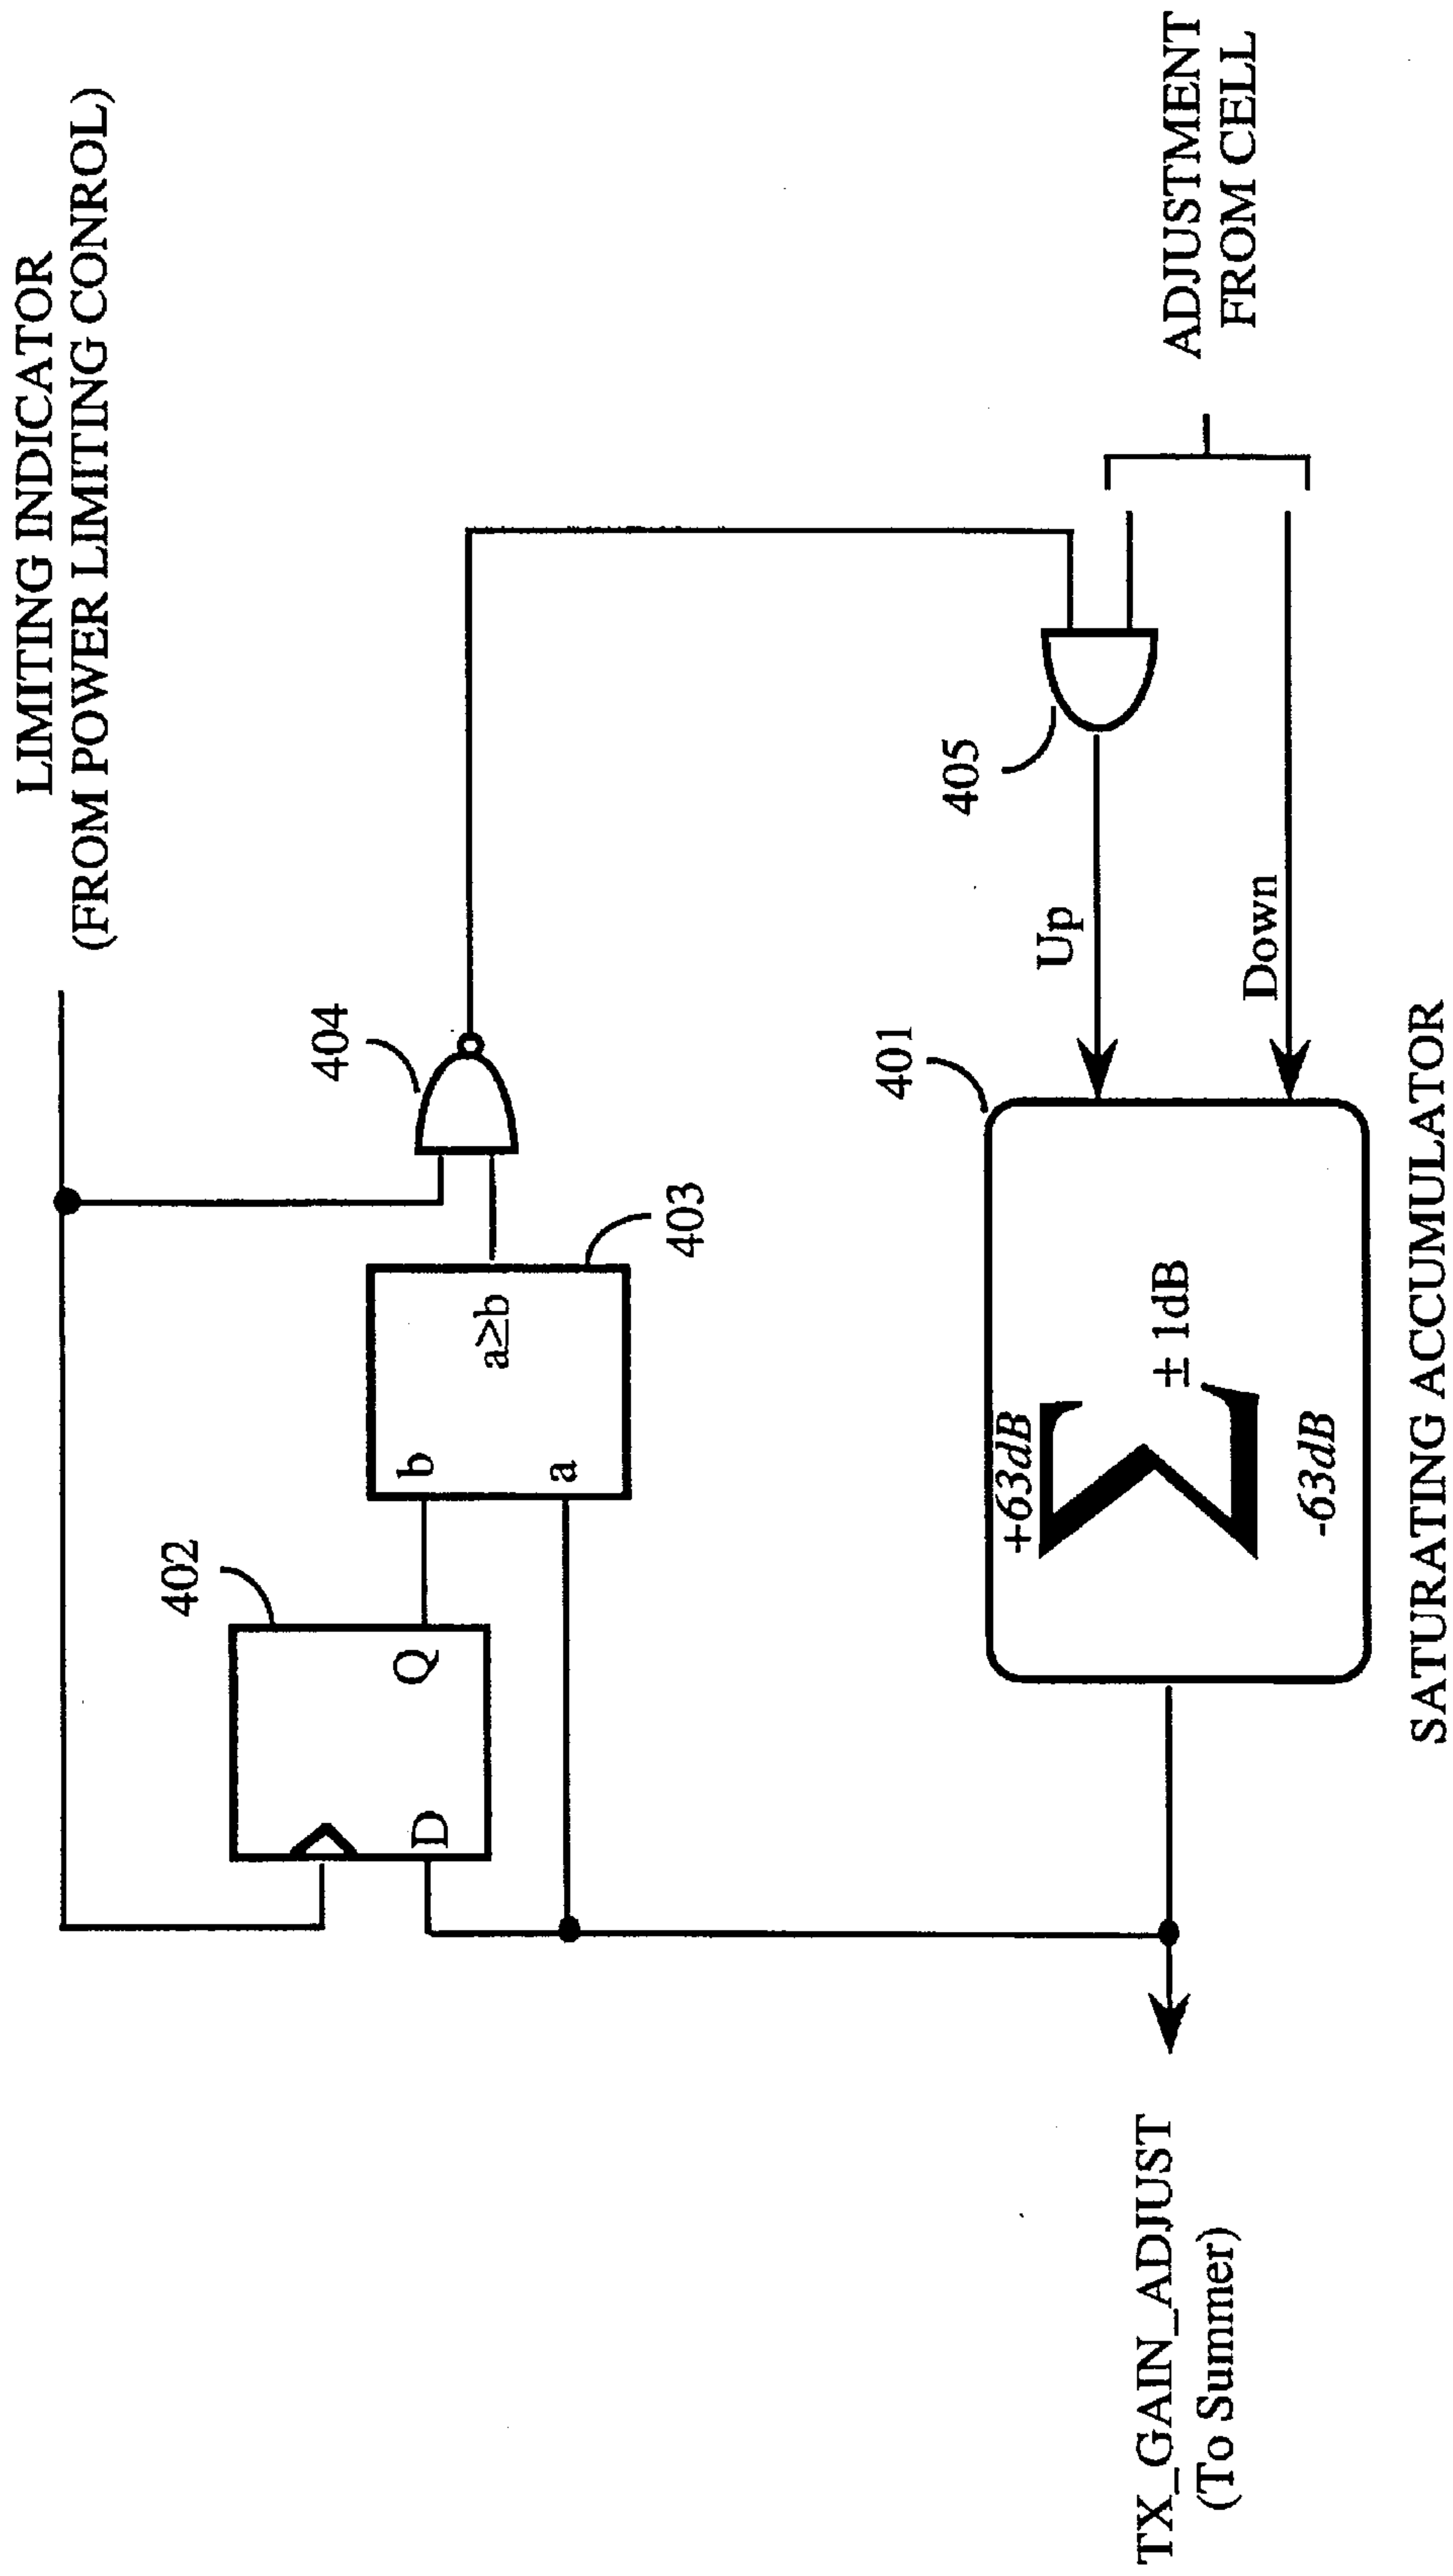 LIMITING INDICATOR
(FROM POWER LIMITING CONROL)
402
Q
D
b
a
a≥b
403
404
405
ADJUSTMENT
FROM CELL
Up
Down
401
+63dB
± 1dB
-63dB
Σ
SATURATING ACCUMULATOR
TX_GAIN_ADJUST
(To Summer)